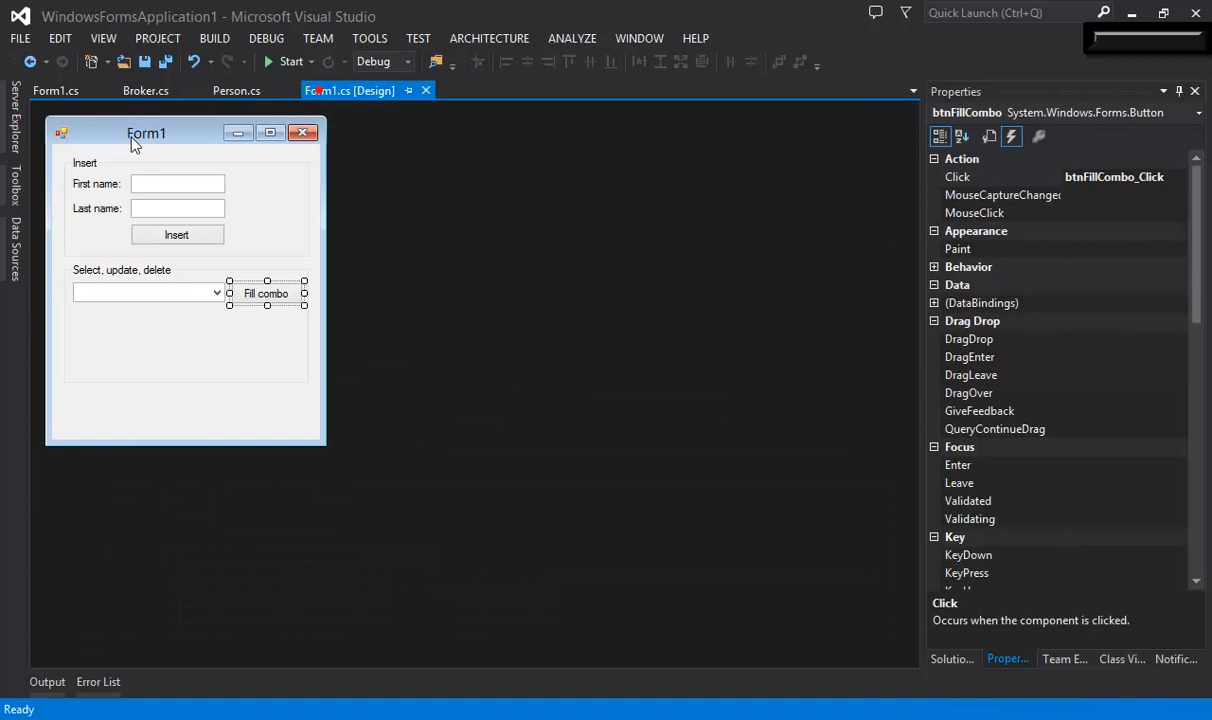 WindowsFormsApplication1 - Microsoft Visual Studio
Quick Launch (Ctrl+Q)
FILE EDIT VIEW PROJECT BUILD DEBUG TEAM TOOLS TEST ARCHITECTURE ANALYZE WINDOW HELP
Start Debug
Form1.cs Broker.cs Person.cs Form1.cs [Design]
Server Explorer
Toolbox
Data Sources
Form1
Insert
First name:
Last name:
Insert
Select, update, delete
Fill combo
Properties
btnFillCombo System.Windows.Forms.Button
Action
Click btnFillCombo_Click
MouseCaptureChanged
MouseClick
Appearance
Paint
Behavior
Data
(DataBindings)
Drag Drop
DragDrop
DragEnter
DragLeave
DragOver
GiveFeedback
QueryContinueDrag
Focus
Enter
Leave
Validated
Validating
Key
KeyDown
KeyPress
Click
Occurs when the component is clicked.
Solutio... Proper... Team E... Class Vi... Notific...
Output Error List
Ready